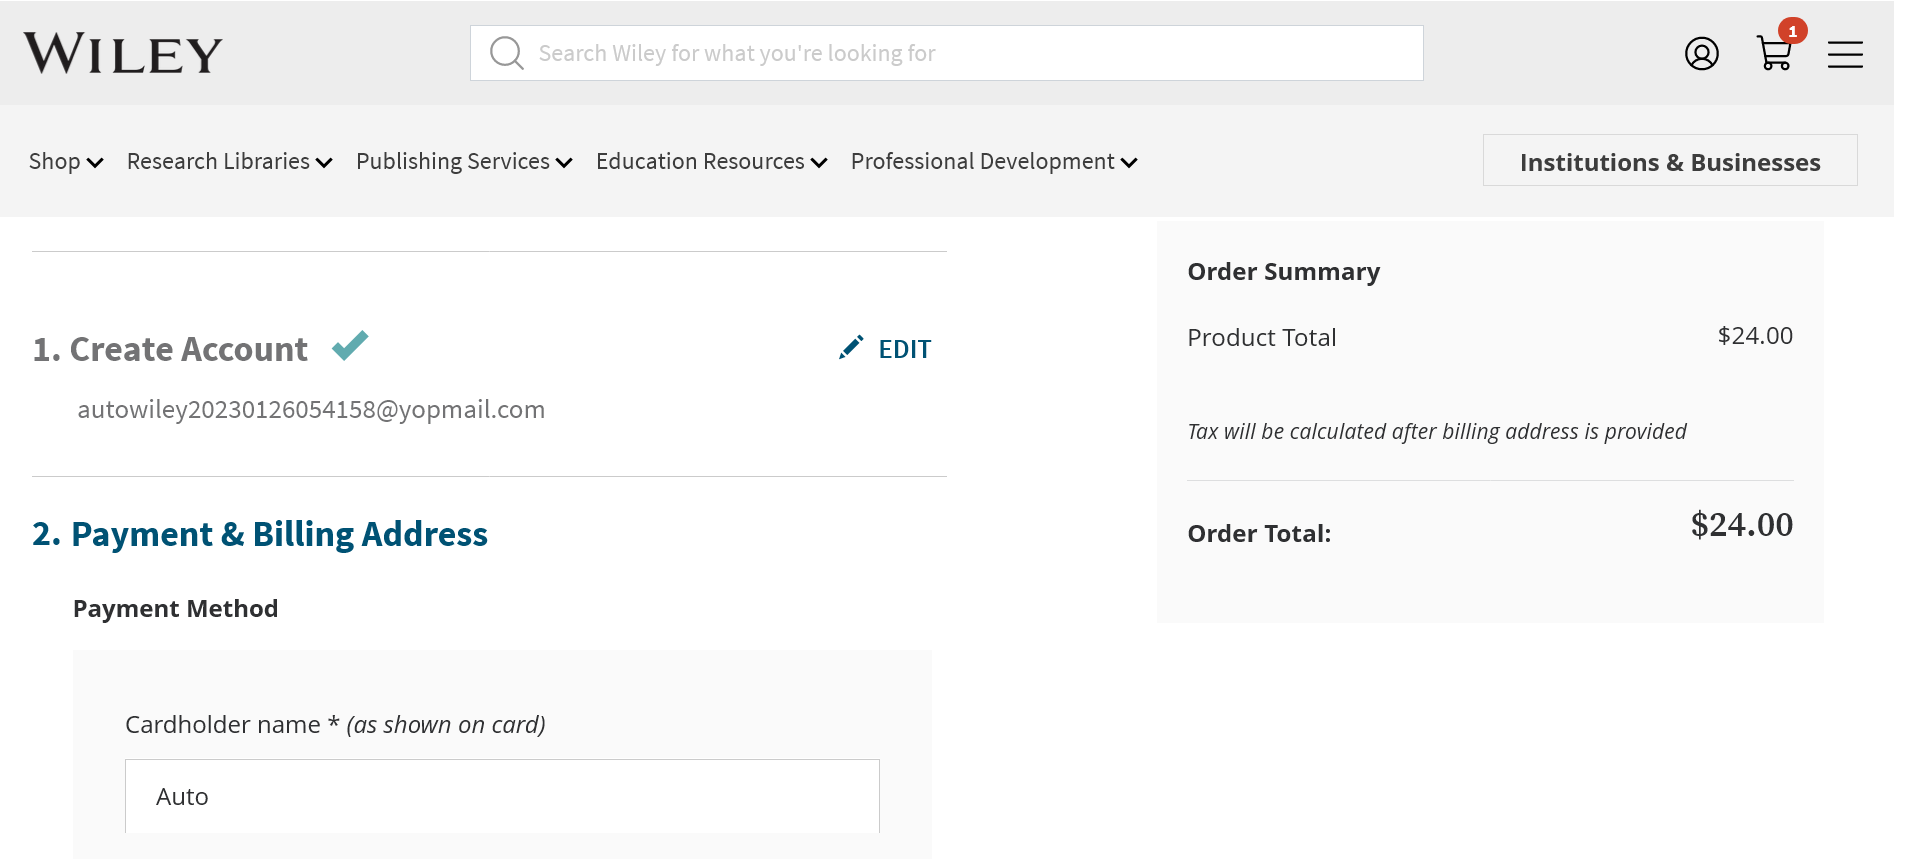 WILEY
Search Wiley for what you're looking for
1
Shop
Research Libraries
Publishing Services
Education Resources
Professional Development
Institutions & Businesses
1. Create Account
EDIT
autowiley20230126054158@yopmail.com
2. Payment & Billing Address
Payment Method
Cardholder name * (as shown on card)
Auto
Order Summary
Product Total $24.00
Tax will be calculated after billing address is provided
Order Total: $24.00